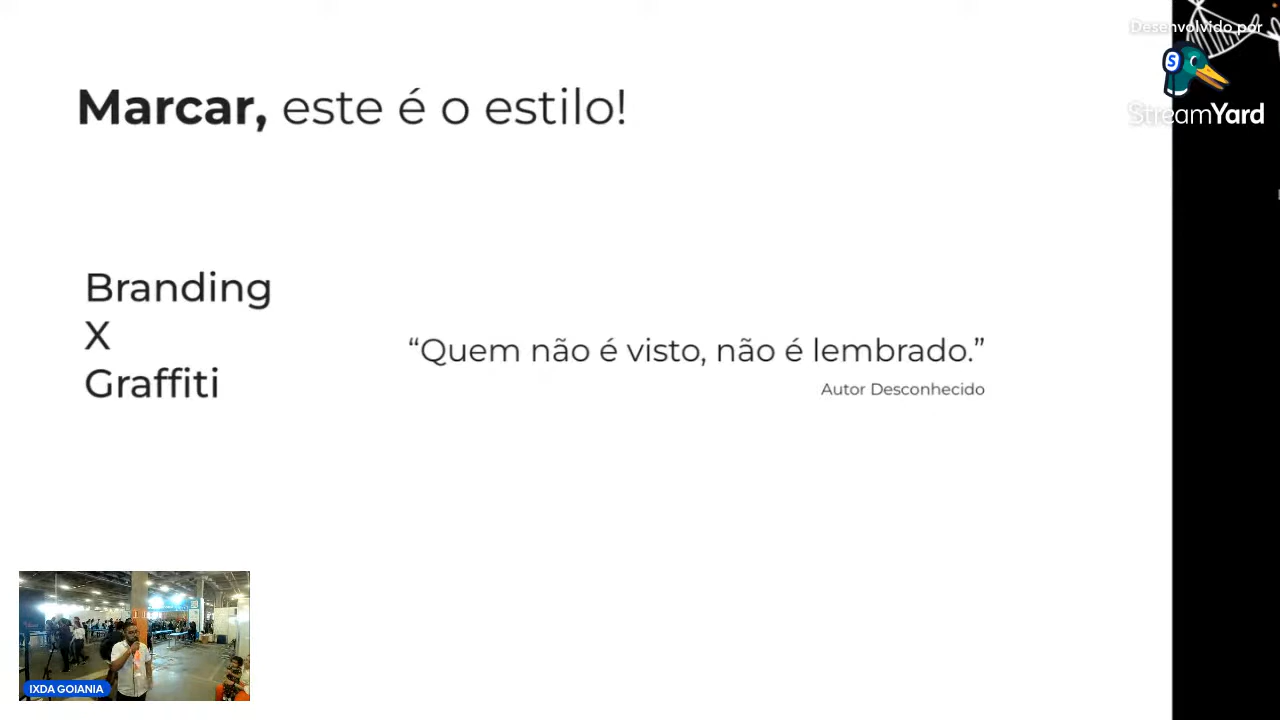 Desenvolvido por
StreamYard
Marcar, este é o estilo!
Branding
X
Graffiti
“Quem não é visto, não é lembrado.”
Autor Desconhecido
IXDA GOIANIA